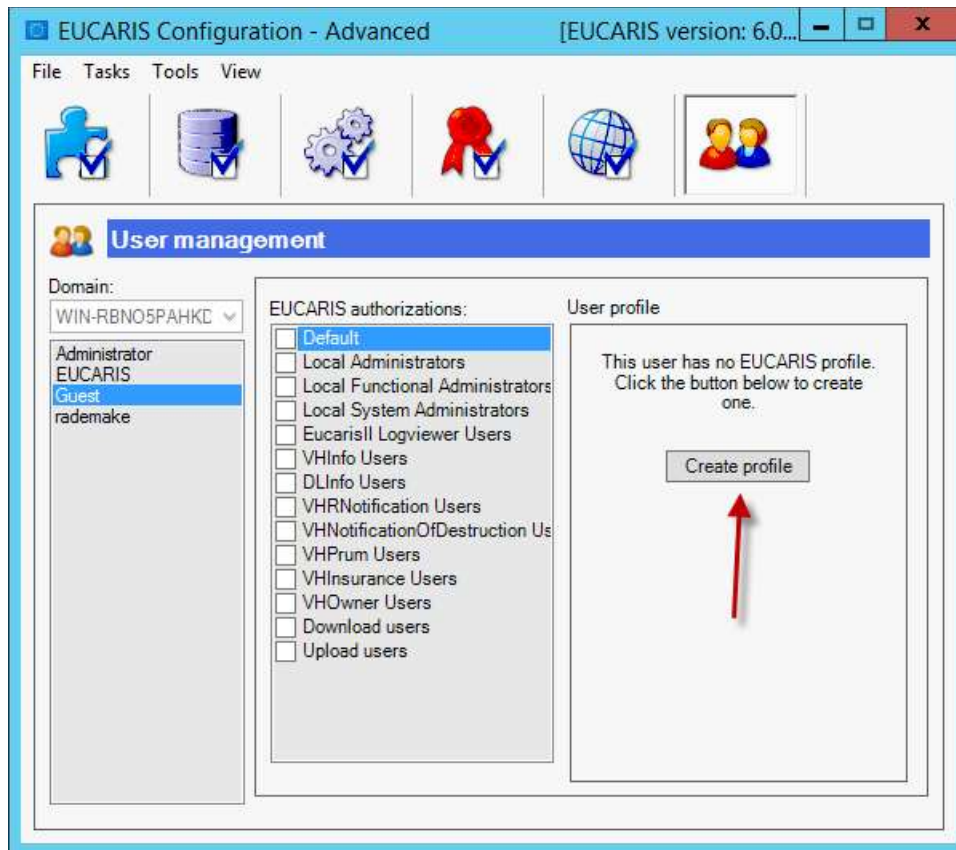 EUCARIS Configuration - Advanced [EUCARIS version: 6.0...
File Tasks Tools View
User management
Domain:
WIN-RBNO5PAHKD
Administrator
EUCARIS
Guest
rademake
EUCARIS authorizations:
Default
Local Administrators
Local Functional Administrators
Local System Administrators
EucarisII Logviewer Users
VHInfo Users
DLInfo Users
VHRNotification Users
VHNotificationOfDestruction Us
VHPrum Users
VHInsurance Users
VHOwner Users
Download users
Upload users
User profile
This user has no EUCARIS profile.
Click the button below to create
one.
Create profile